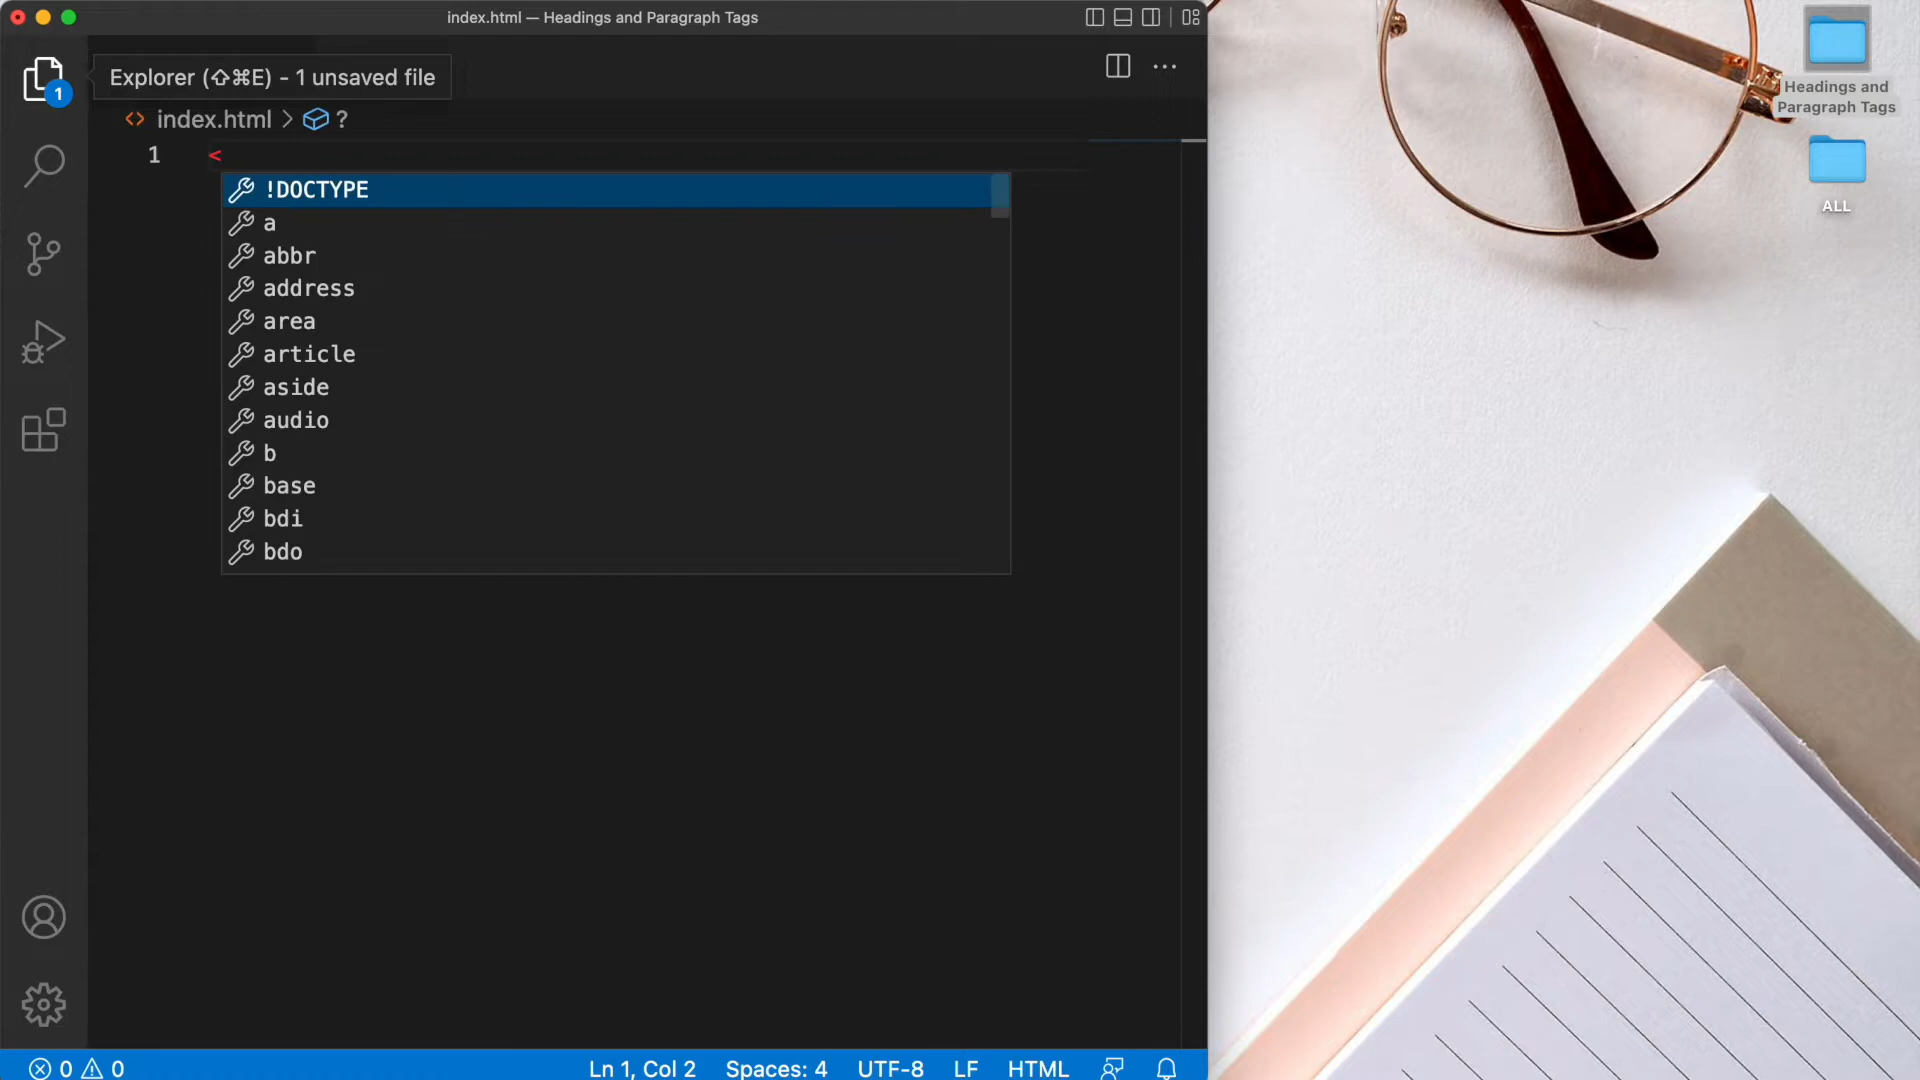 index.html — Headings and Paragraph Tags
1
Explorer (⇧⌘E) - 1 unsaved file
index.html > ?
1 <
!DOCTYPE
a
abbr
address
area
article
aside
audio
b
base
bdi
bdo
0 0 Ln 1, Col 2 Spaces: 4 UTF-8 LF HTML
Headings and
Paragraph Tags
ALL